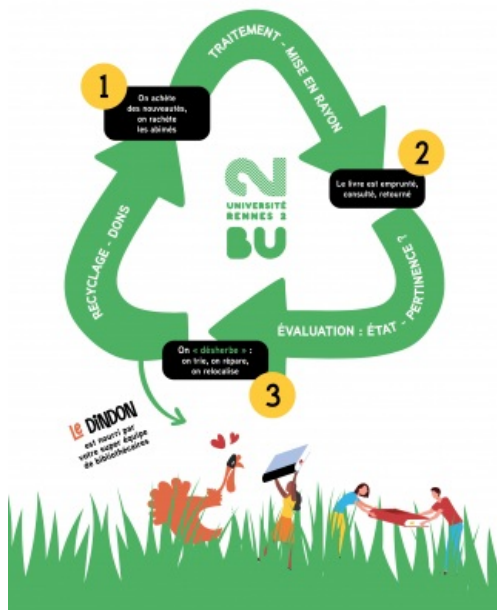 1
On achète
des nouveautés,
on rachète
les abimés
TRAITEMENT - MISE EN RAYON
2
Le livre est emprunté,
consulté, retourné
2
UNIVERSITÉ
RENNES 2
BU
ÉVALUATION : ÉTAT - PERTINENCE ?
On « désherbe » :
on trie, on répare,
on relocalise
3
RECYCLAGE - DONS
Le DiNDON
est nourri par
votre super équipe
de bibliothécaires